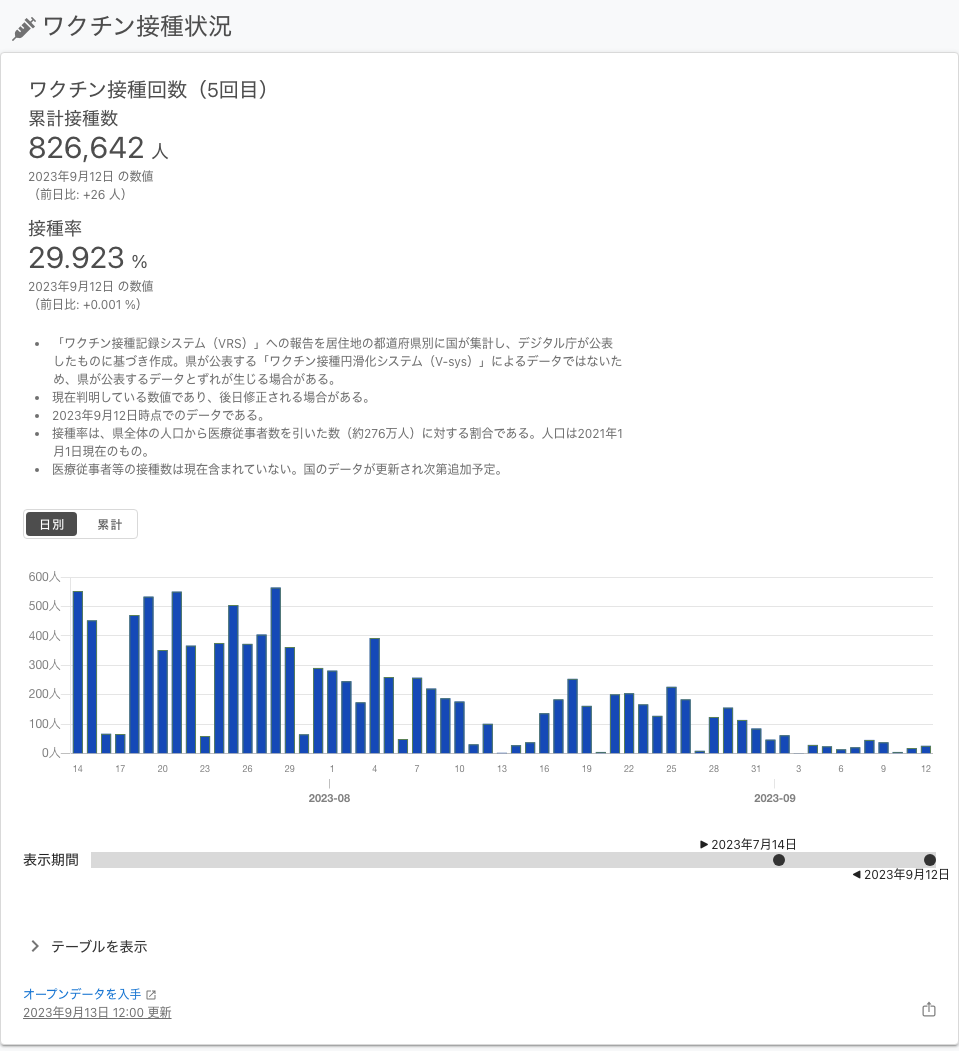 ワクチン接種状況
ワクチン接種回数（5回目）
累計接種数
826,642 人
2023年9月12日 の数値
（前日比: +26 人）
接種率
29.923 %
2023年9月12日 の数値
（前日比: +0.001 %）
• 「ワクチン接種記録システム（VRS）」への報告を居住地の都道府県別に国が集計し、デジタル庁が公表
したものに基づき作成。県が公表する「ワクチン接種円滑化システム（V-sys）」によるデータではないた
め、県が公表するデータとずれが生じる場合がある。
• 現在判明している数値であり、後日修正される場合がある。
• 2023年9月12日時点でのデータである。
• 接種率は、県全体の人口から医療従事者数を引いた数（約276万人）に対する割合である。人口は2021年1
月1日現在のもの。
• 医療従事者等の接種数は現在含まれていない。国のデータが更新され次第追加予定。
日別 累計
600人
500人
400人
300人
200人
100人
0人
14 17 20 23 26 29 1 4 7 10 13 16 19 22 25 28 31 3 6 9 12
2023-08 2023-09
▶ 2023年7月14日
表示期間
◀ 2023年9月12日
テーブルを表示
オープンデータを入手
2023年9月13日 12:00 更新